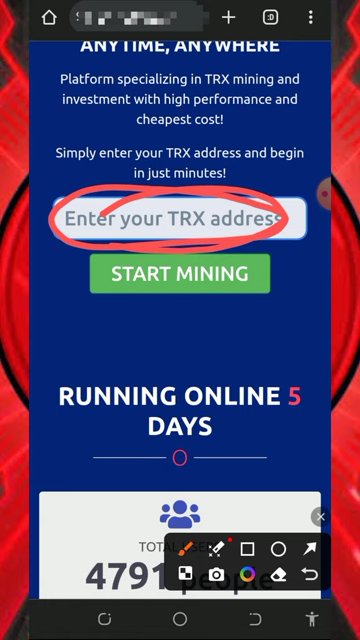 :D
ANYTIME, ANYWHERE
Platform specializing in TRX mining and
investment with high performance and
cheapest cost!
Simply enter your TRX address and begin
in just minutes!
Enter your TRX address
START MINING
RUNNING ONLINE 5
DAYS
TOTAL USERS
4791 people